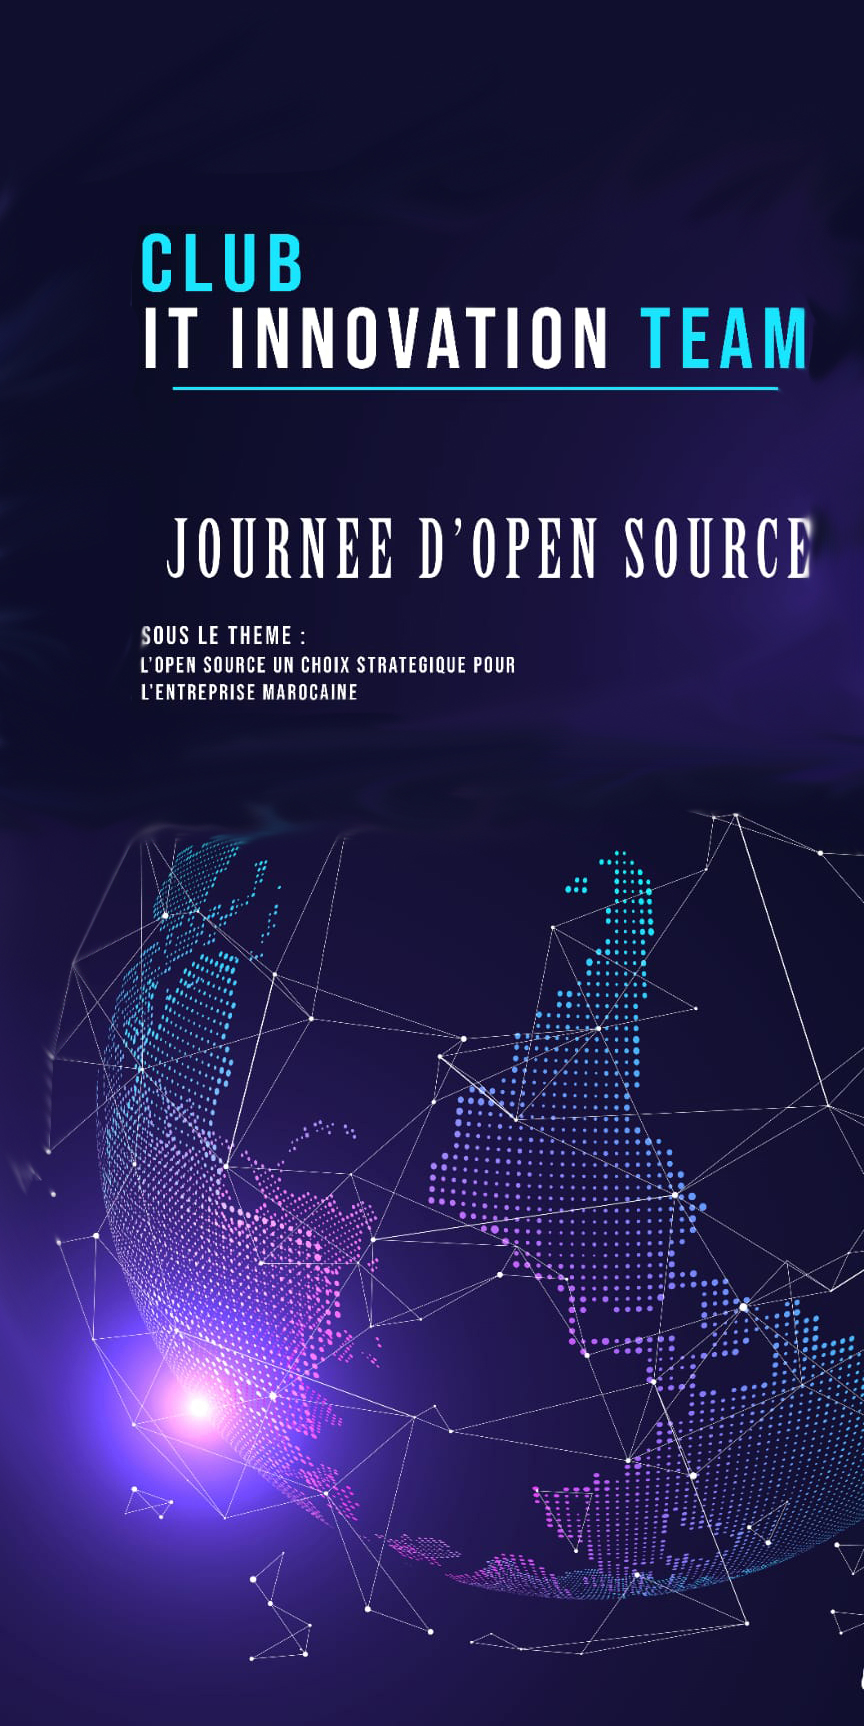 CLUB
IT INNOVATION TEAM
JOURNEE D'OPEN SOURCE
SOUS LE THEME :
L'OPEN SOURCE UN CHOIX STRATEGIQUE POUR
L'ENTREPRISE MAROCAINE